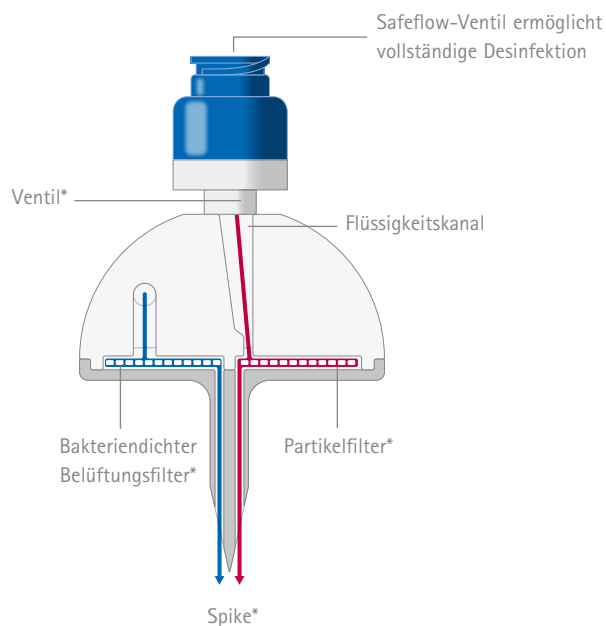 Safeflow-Ventil ermöglicht
vollständige Desinfektion
Ventil*
Flüssigkeitskanal
Bakteriendichter
Belüftungsfilter*
Partikelfilter*
Spike*